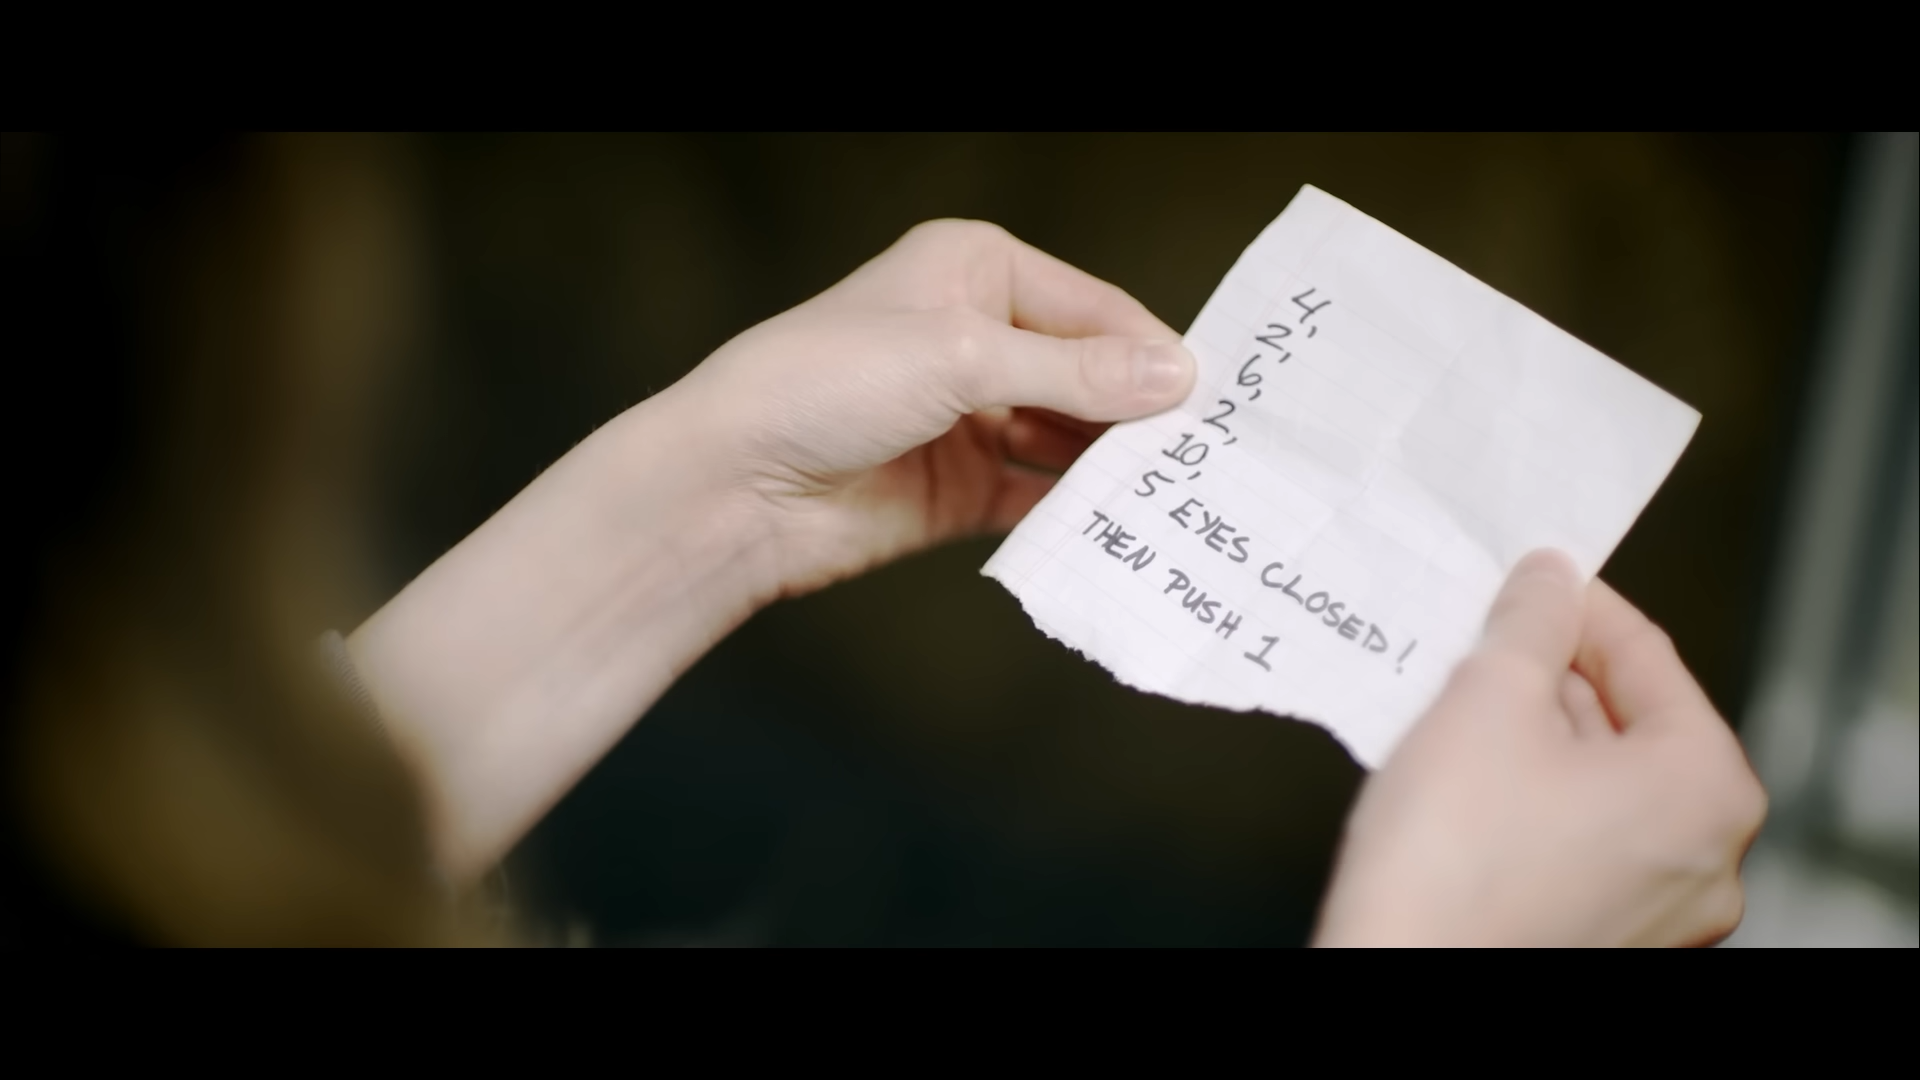 4,
2,
6,
2,
10,
5 EYES CLOSED!
THEN PUSH 1